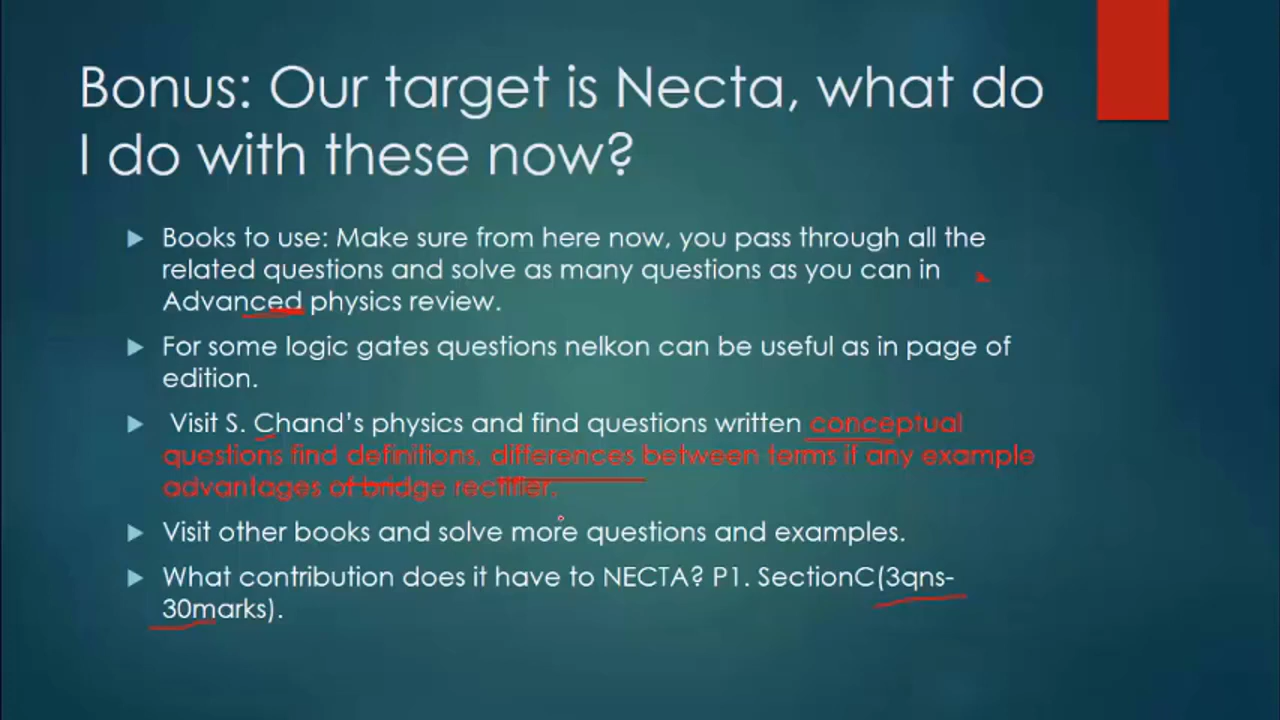 Bonus: Our target is Necta, what do
I do with these now?
Books to use: Make sure from here now, you pass through all the
related questions and solve as many questions as you can in
Advanced physics review.
For some logic gates questions nelkon can be useful as in page of
edition.
Visit S. Chand's physics and find questions written conceptual
questions find definitions, differences between terms if any example
advantages of bridge rectifier.
Visit other books and solve more questions and examples.
What contribution does it have to NECTA? P1. SectionC(3qns-
30marks).